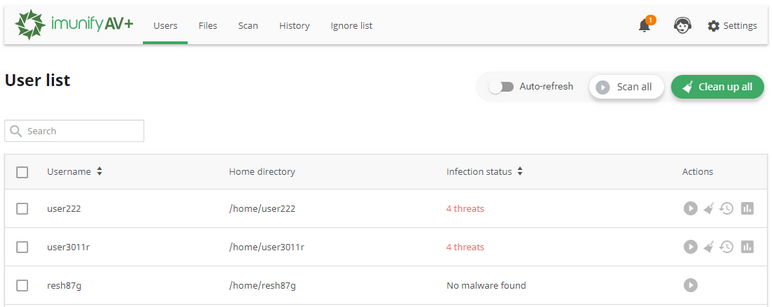 imunify AV+ Users Files Scan History Ignore list 1 Settings
User list
Auto-refresh Scan all Clean up all
Search
Username Home directory Infection status Actions
user222 /home/user222 4 threats
user3011r /home/user3011r 4 threats
resh87g /home/resh87g No malware found